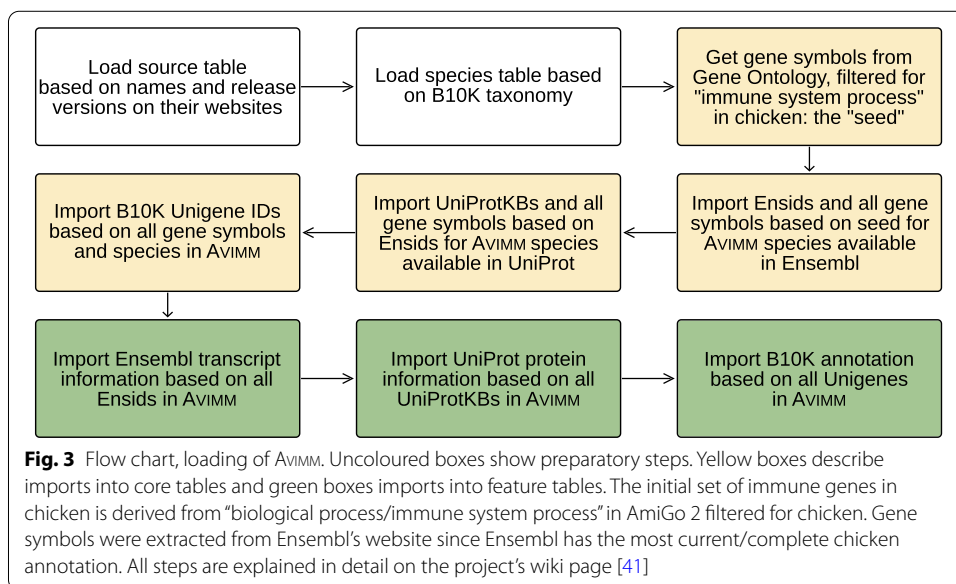 Load source table
based on names and release
versions on their websites
Load species table based
on B10K taxonomy
Get gene symbols from
Gene Ontology, filtered for
"immune system process"
in chicken: the "seed"
Import B10K Unigene IDs
based on all gene symbols
and species in AVIMM
Import UniProtKBs and all
gene symbols based on
Ensids for AVIMM species
available in UniProt
Import Ensids and all gene
symbols based on seed for
AVIMM species available
in Ensembl
Import Ensembl transcript
information based on all
Ensids in AVIMM
Import UniProt protein
information based on all
UniProtKBs in AVIMM
Import B10K annotation
based on all Unigenes
in AVIMM
Fig. 3 Flow chart, loading of AVIMM. Uncoloured boxes show preparatory steps. Yellow boxes describe
imports into core tables and green boxes imports into feature tables. The initial set of immune genes in
chicken is derived from “biological process/immune system process” in AmiGo 2 filtered for chicken. Gene
symbols were extracted from Ensembl’s website since Ensembl has the most current/complete chicken
annotation. All steps are explained in detail on the project’s wiki page [41]